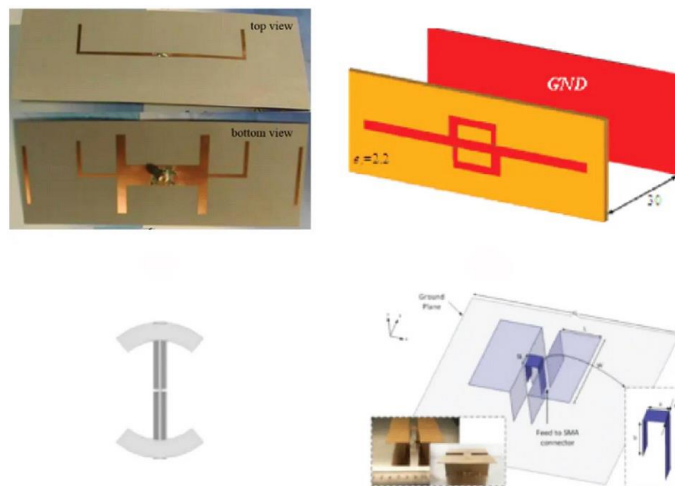 top view
bottom view
GND
εr=2.2
30
Ground
Plane
Feed to SMA
connector